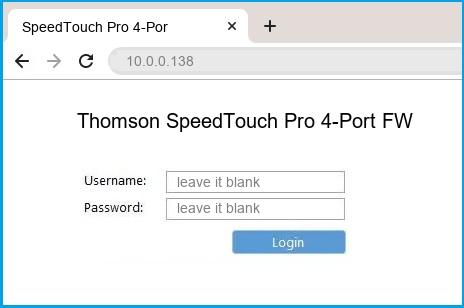 SpeedTouch Pro 4-Por
10.0.0.138
Thomson SpeedTouch Pro 4-Port FW
Username: leave it blank
Password: leave it blank
Login